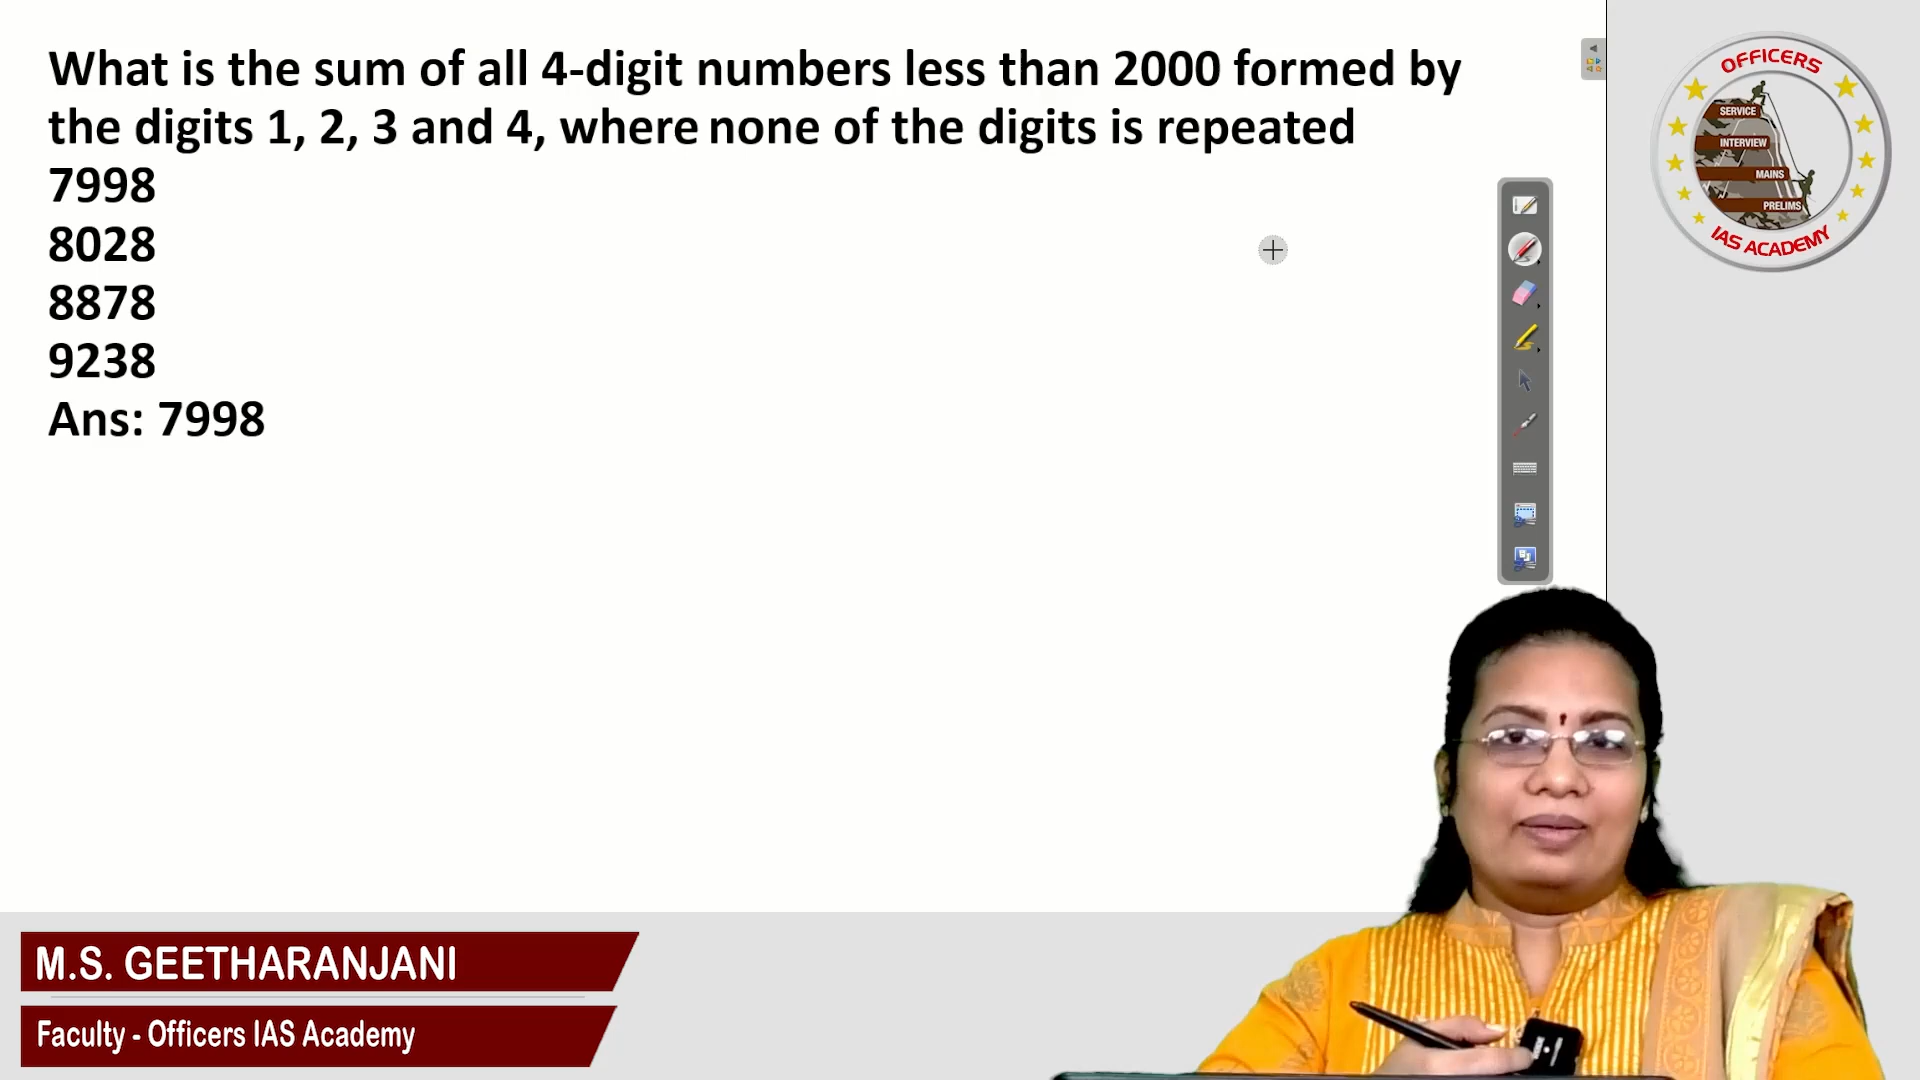 What is the sum of all 4-digit numbers less than 2000 formed by
the digits 1, 2, 3 and 4, where none of the digits is repeated
7998
8028
8878
9238
Ans: 7998
OFFICERS
SERVICE
INTERVIEW
MAINS
PRELIMS
IAS ACADEMY
M.S. GEETHARANJANI
Faculty - Officers IAS Academy